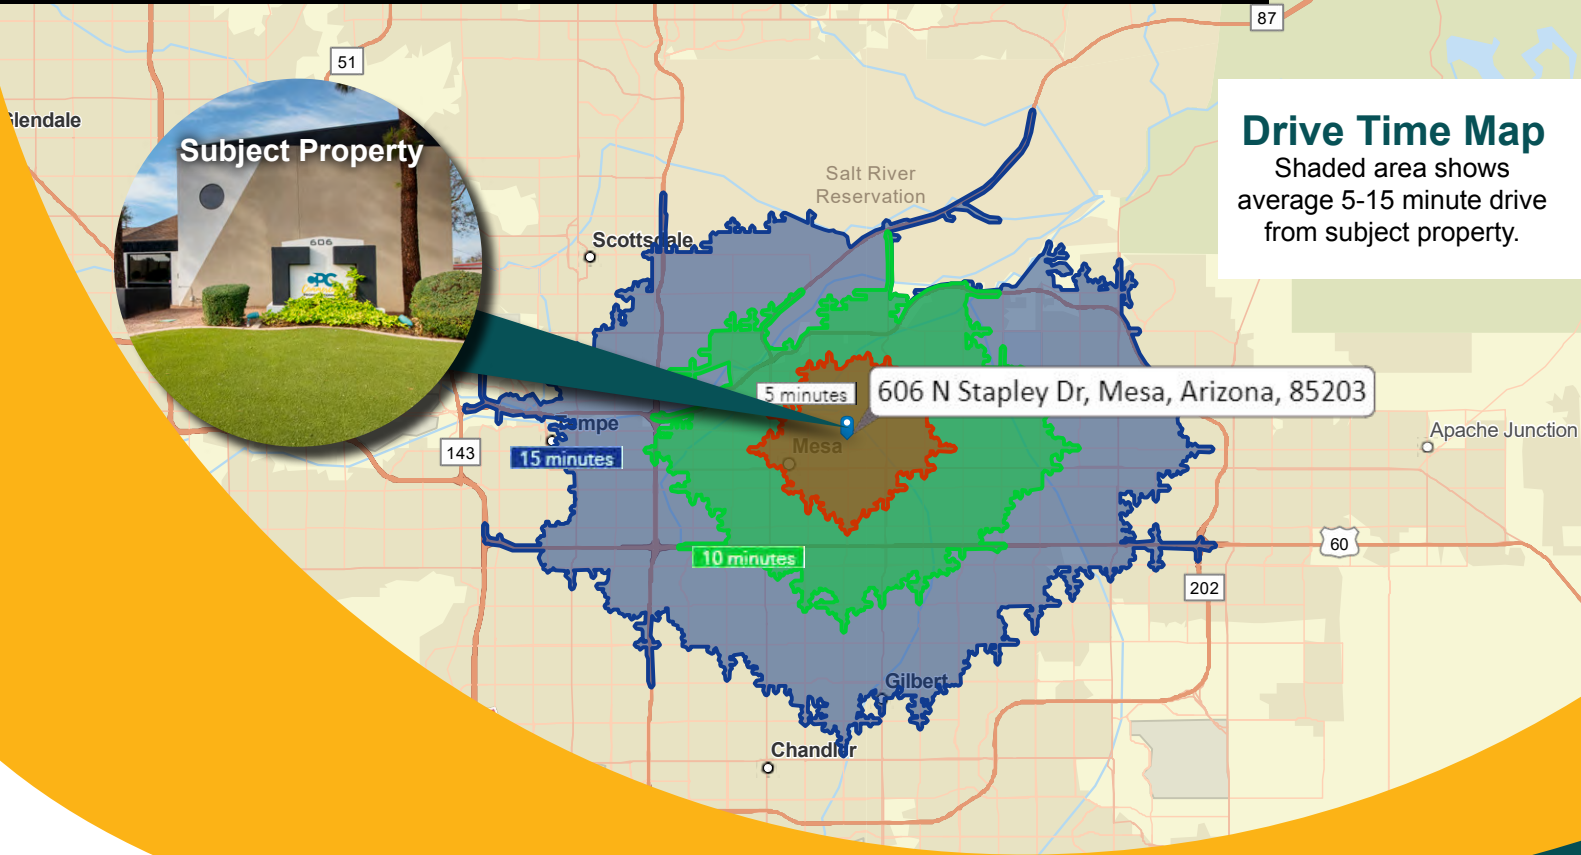 87
51
Glendale
Subject Property
606
PC
Drive Time Map
Shaded area shows
average 5-15 minute drive
from subject property.
Salt River
Reservation
Scottsdale
5 minutes
606 N Stapley Dr, Mesa, Arizona, 85203
Tempe
Mesa
Apache Junction
143
15 minutes
10 minutes
60
202
Gilbert
Chandler